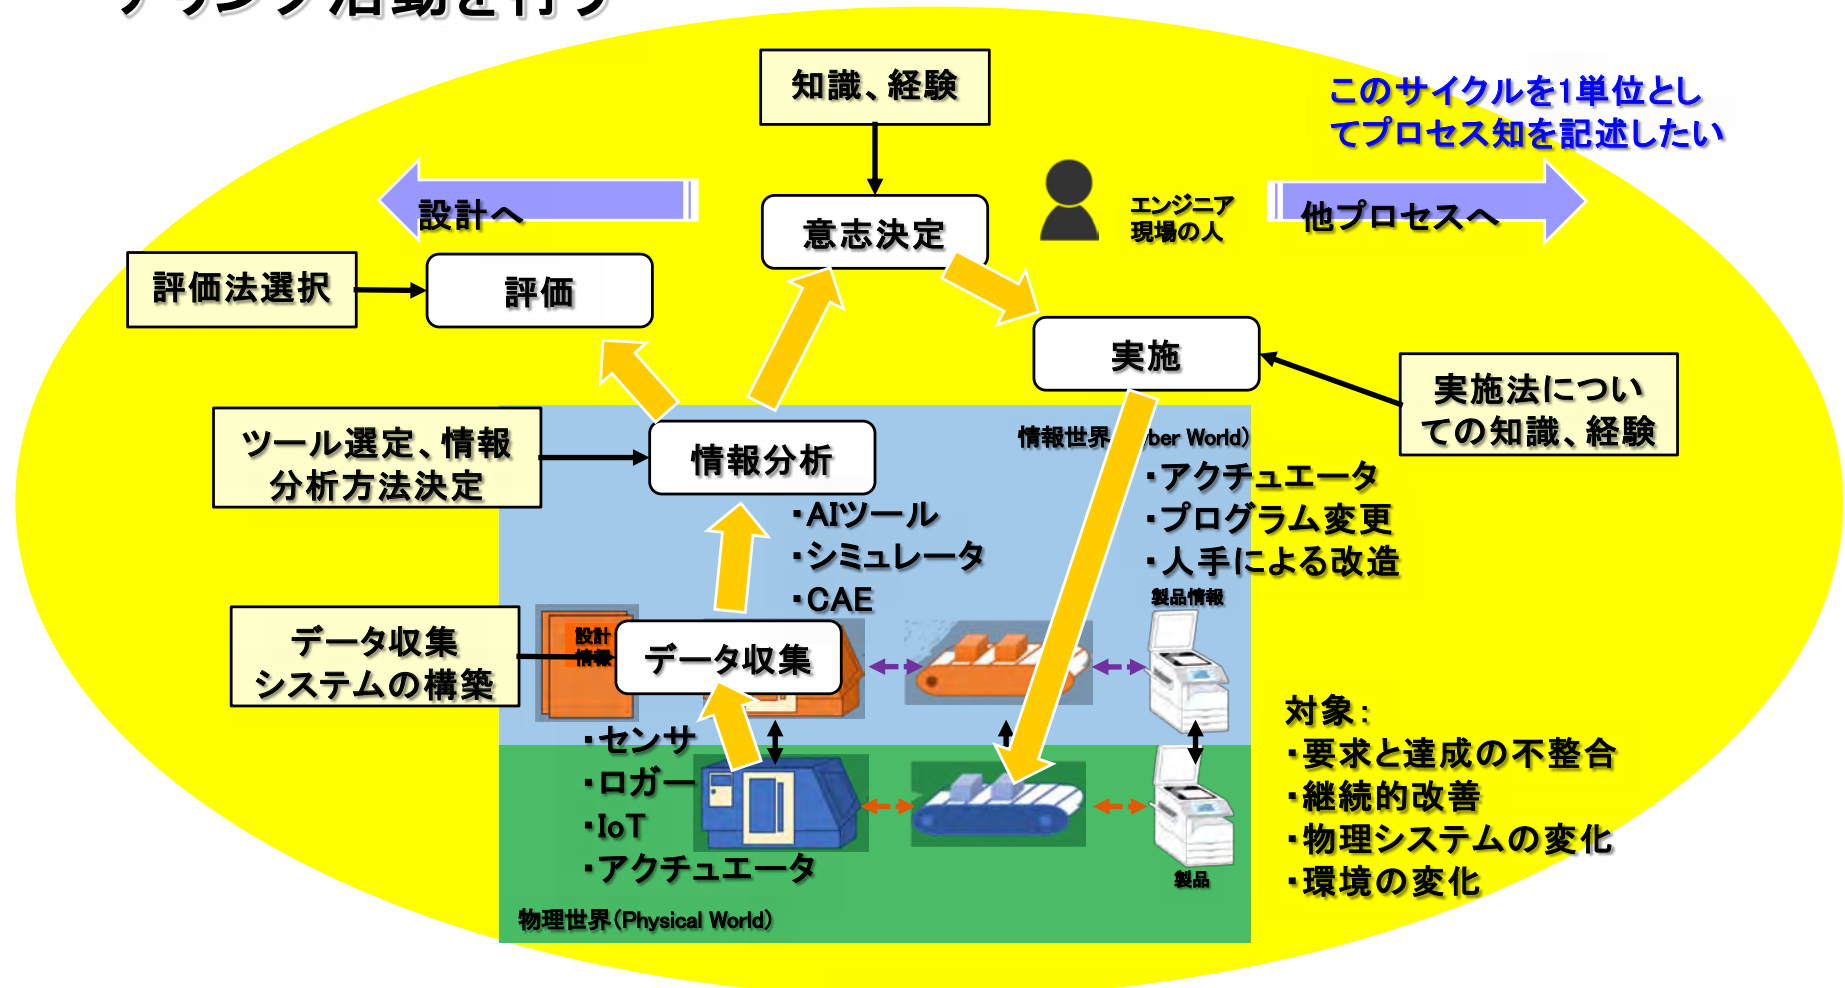 知識、経験
このサイクルを1単位とし
てプロセス知を記述したい
設計へ
意志決定
エンジニア
現場の人
他プロセスへ
評価法選択
評価
実施
実施法につい
ての知識、経験
ツール選定、情報
分析方法決定
情報分析
情報世界
ber World)
・アクチュエータ
・プログラム変更
・人手による改造
・AIツール
・シミュレータ
・CAE
製品情報
データ収集
システムの構築
設計
情報
データ収集
・センサ
・ロガー
・IoT
・アクチュエータ
対象:
・要求と達成の不整合
・継続的改善
・物理システムの変化
・環境の変化
製品
物理世界(Physical World)